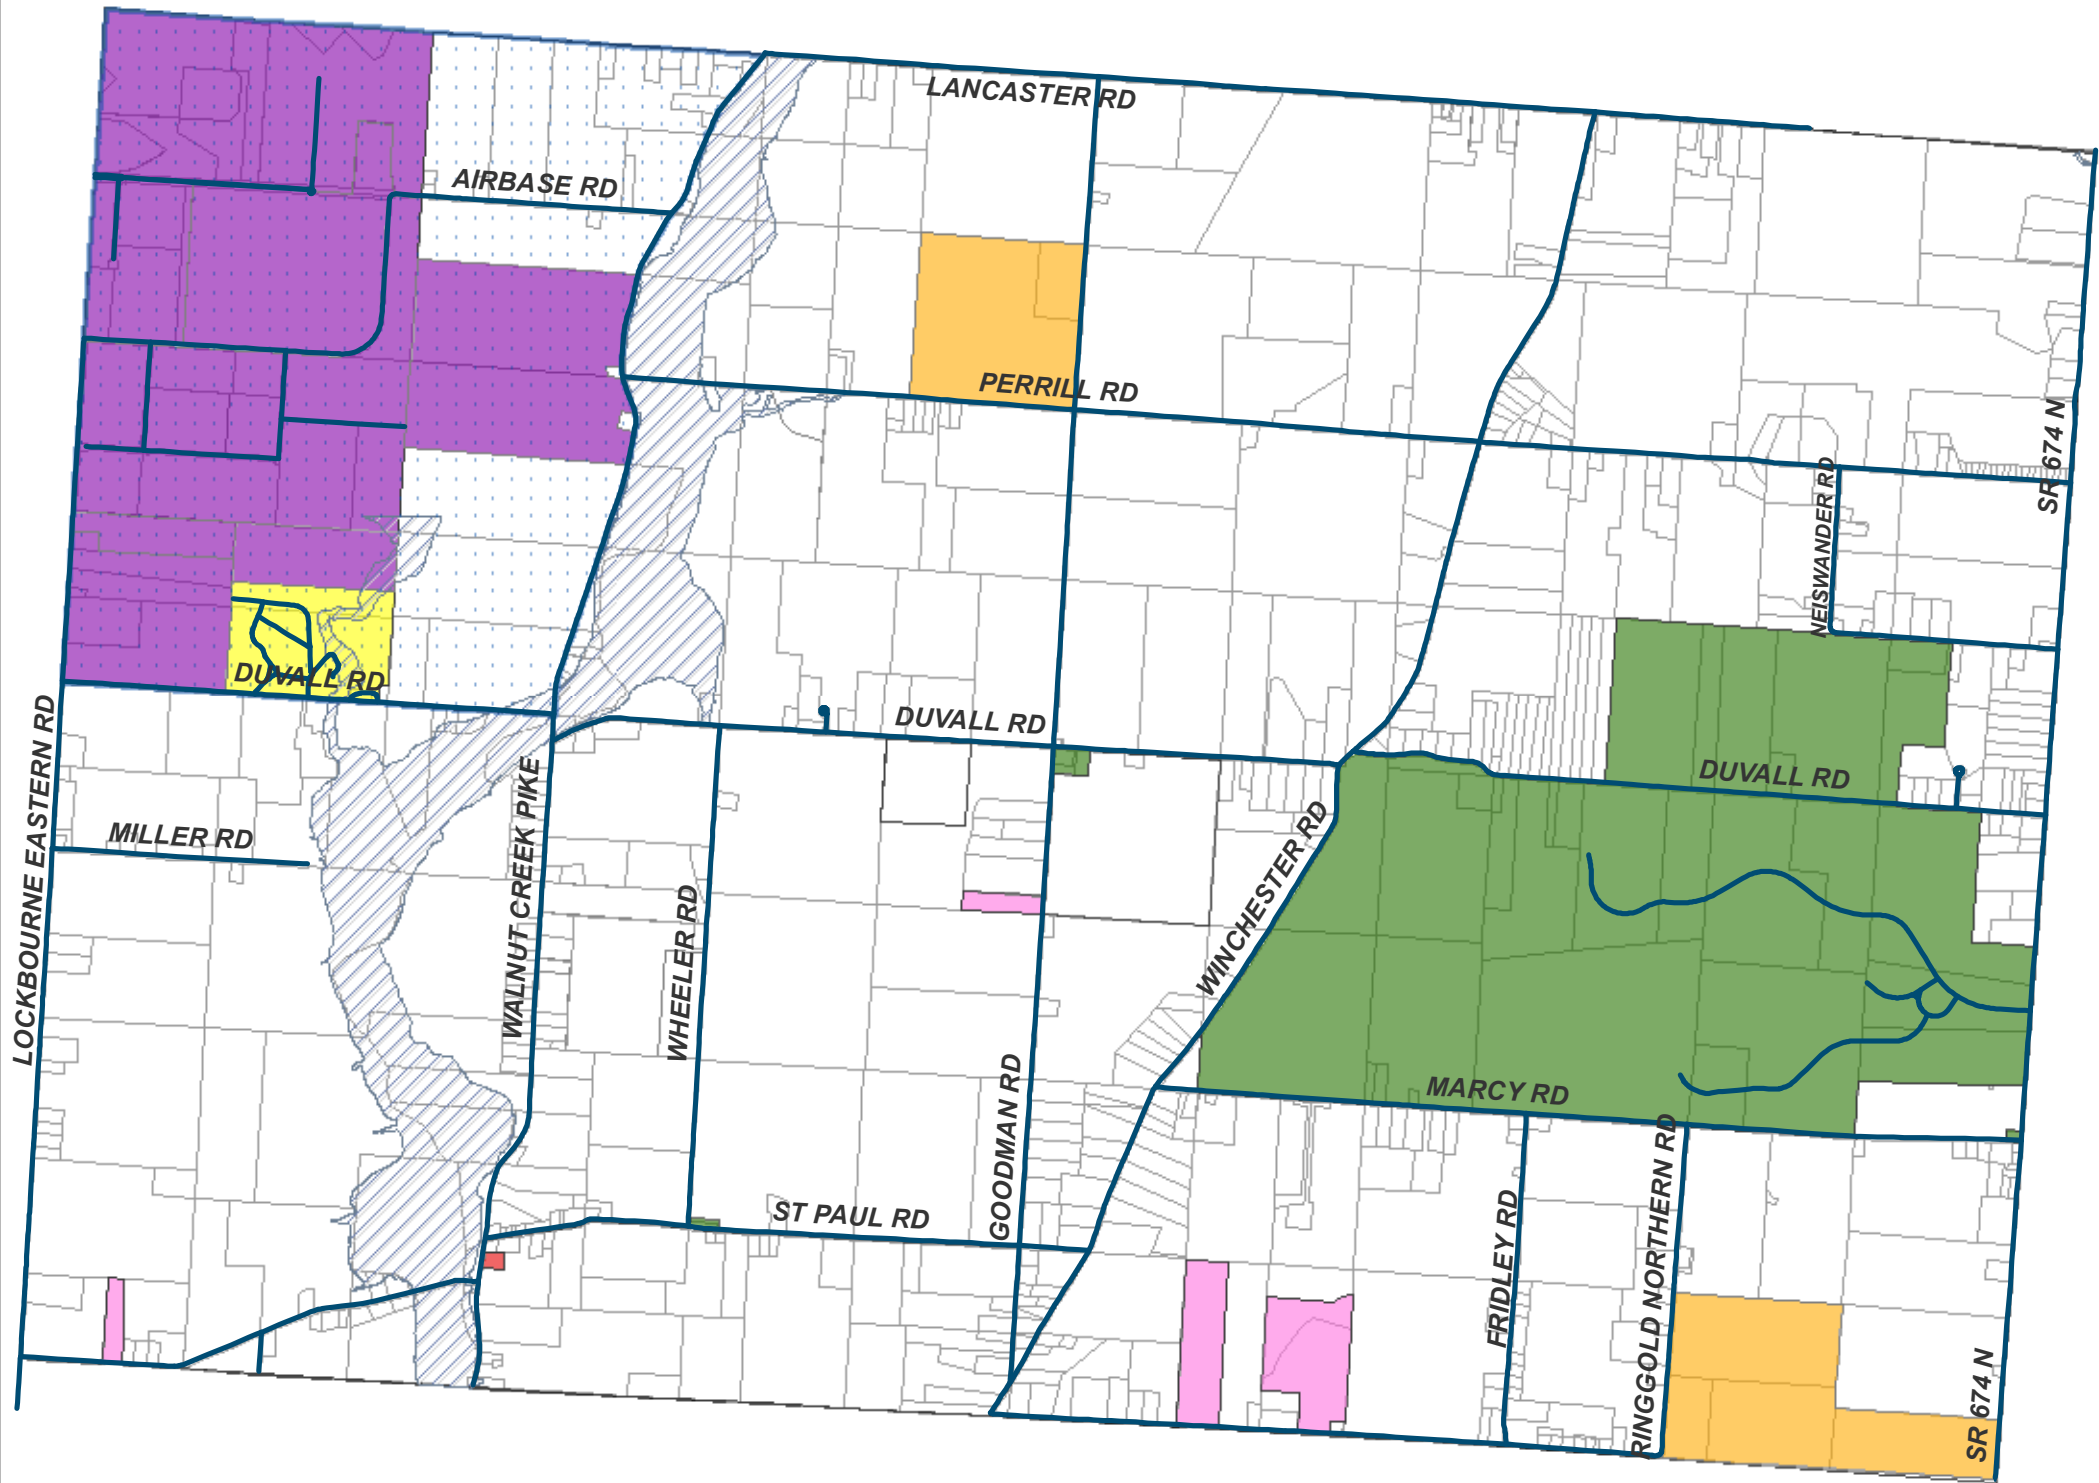 LANCASTER RD
AIRBASE RD
PERRILL RD
SR 674 N
NEISWANDER RD
DUVALL RD
DUVALL RD
DUVALL RD
LOCKBOURNE EASTERN RD
MILLER RD
WALNUT CREEK PIKE
WHEELER RD
WINCHESTER RD
GOODMAN RD
MARCY RD
ST PAUL RD
FRIDLEY RD
RINGGOLD NORTHERN RD
SR 674 N